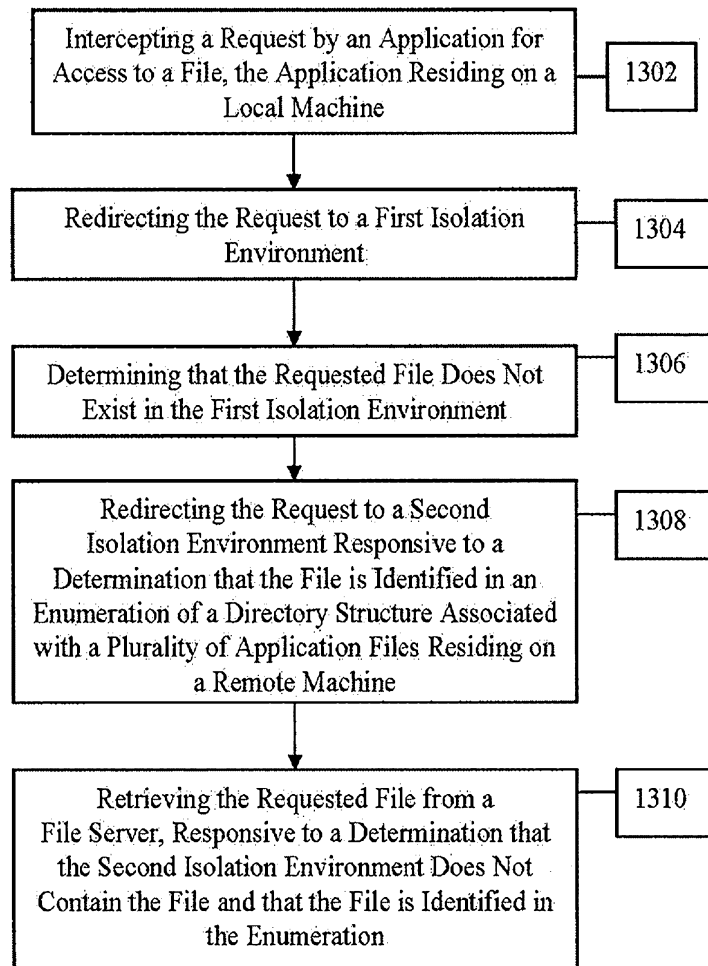 Intercepting a Request by an Application for
Access to a File, the Application Residing on a
Local Machine
1302
Redirecting the Request to a First Isolation
Environment
1304
Determining that the Requested File Does Not
Exist in the First Isolation Environment
1306
Redirecting the Request to a Second
Isolation Environment Responsive to a
Determination that the File is Identified in an
Enumeration of a Directory Structure Associated
with a Plurality of Application Files Residing on
a Remote Machine
1308
Retrieving the Requested File from a
File Server, Responsive to a Determination that
the Second Isolation Environment Does Not
Contain the File and that the File is Identified in
the Enumeration
1310